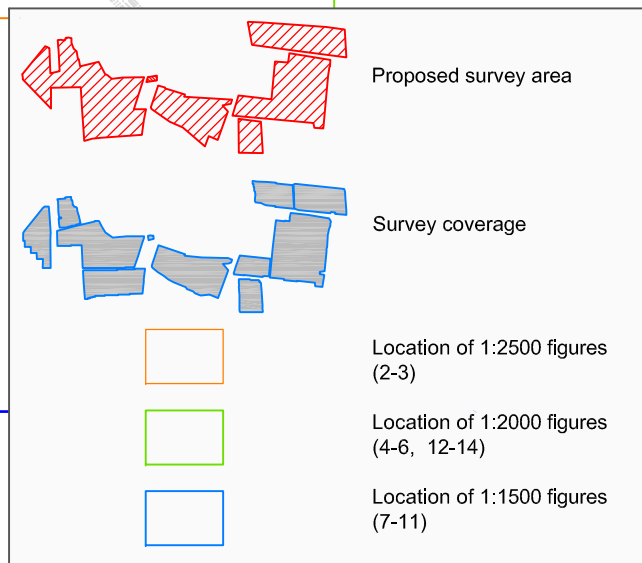 Proposed survey area
Survey coverage
Location of 1:2500 figures
(2-3)
Location of 1:2000 figures
(4-6, 12-14)
Location of 1:1500 figures
(7-11)